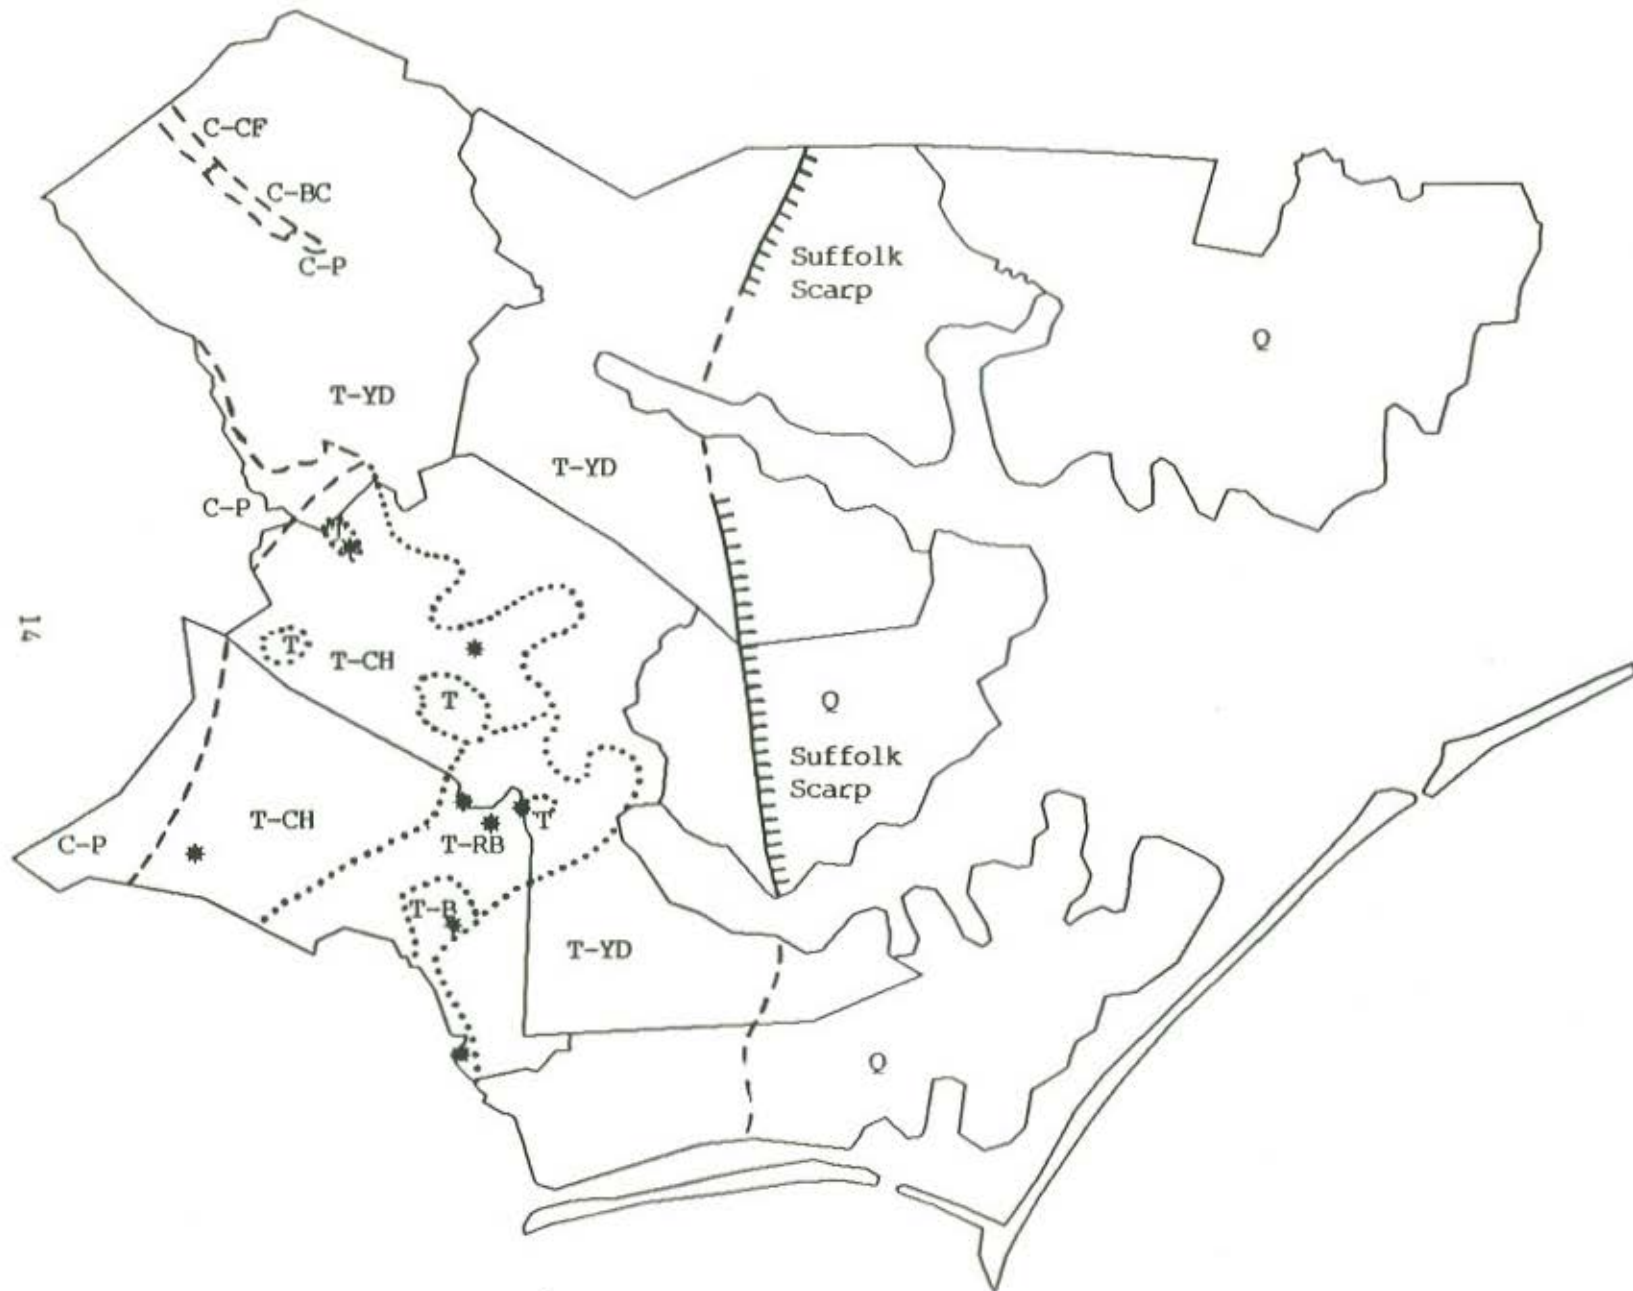 C-CF
C-BC
C-P
Suffolk
Scarp
Q
T-YD
T-YD
C-P
T
14
T
T-CH
T
Q
Suffolk
Scarp
T-CH
T
C-P
T-RB
T-B
T-YD
Q